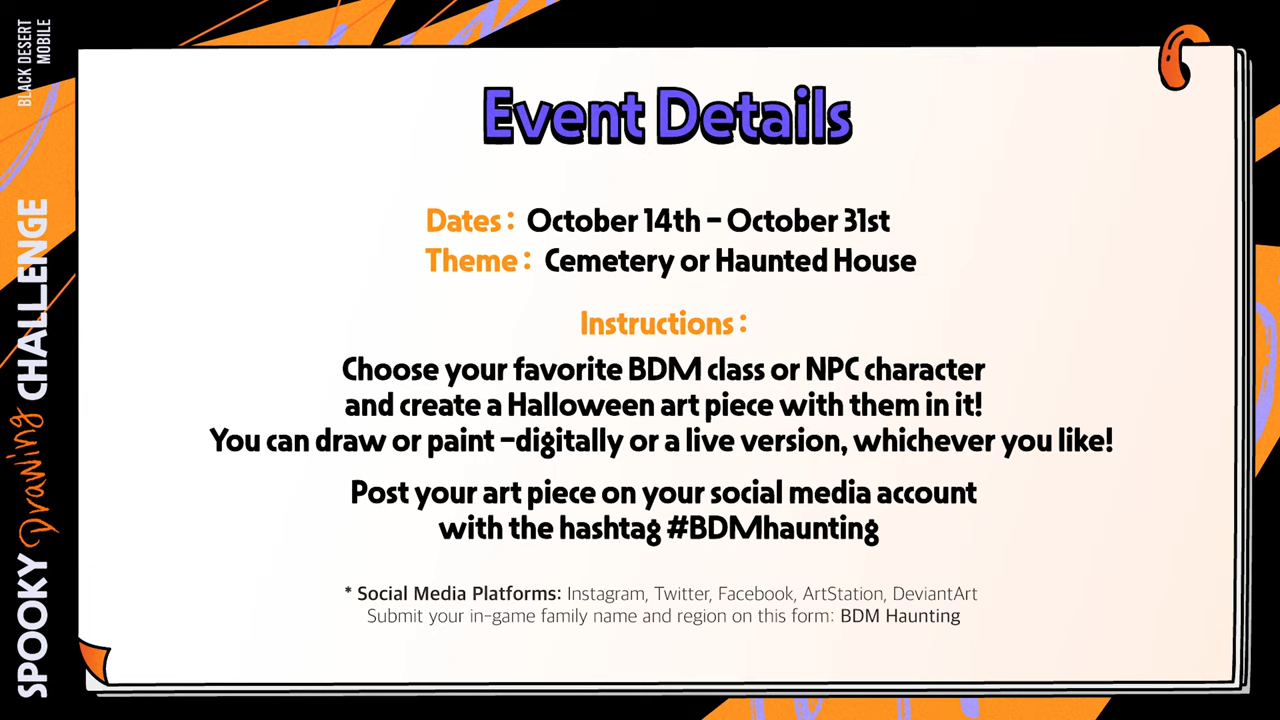 BLACK DESERT
MOBILE
SPOOKY Drawing CHALLENGE
Event Details
Dates : October 14th – October 31st
Theme : Cemetery or Haunted House
Instructions :
Choose your favorite BDM class or NPC character
and create a Halloween art piece with them in it!
You can draw or paint –digitally or a live version, whichever you like!
Post your art piece on your social media account
with the hashtag #BDMhaunting
* Social Media Platforms: Instagram, Twitter, Facebook, ArtStation, DeviantArt
Submit your in-game family name and region on this form: BDM Haunting